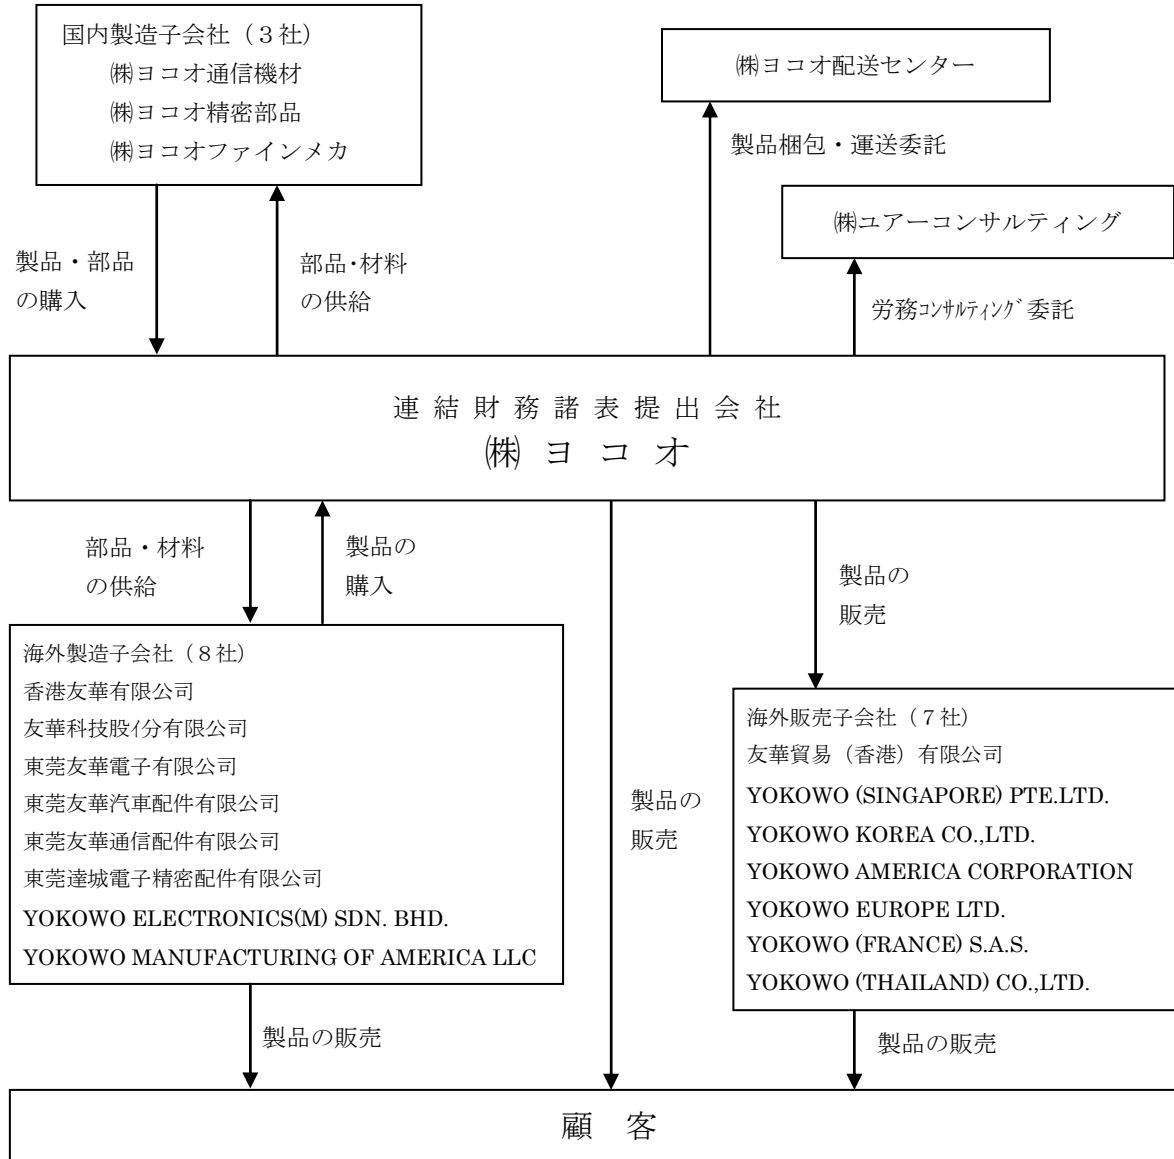 国内製造子会社（３社）
㈱ヨコオ通信機材
㈱ヨコオ精密部品
㈱ヨコオファインメカ
㈱ヨコオ配送センター
製品梱包・運送委託
㈱ユアーコンサルティング
製品・部品
の購入
部品・材料
の供給
労務ｺﾝｻﾙﾃｨﾝｸﾞ委託
連結財務諸表提出会社
㈱ヨコオ
部品・材料
の供給
製品の
購入
製品の
販売
海外製造子会社（８社）
香港友華有限公司
友華科技股ｲ分有限公司
東莞友華電子有限公司
東莞友華汽車配件有限公司
東莞友華通信配件有限公司
東莞達城電子精密配件有限公司
YOKOWO ELECTRONICS(M) SDN. BHD.
YOKOWO MANUFACTURING OF AMERICA LLC
製品の
販売
海外販売子会社（７社）
友華貿易（香港）有限公司
YOKOWO (SINGAPORE) PTE.LTD.
YOKOWO KOREA CO.,LTD.
YOKOWO AMERICA CORPORATION
YOKOWO EUROPE LTD.
YOKOWO (FRANCE) S.A.S.
YOKOWO (THAILAND) CO.,LTD.
製品の販売
製品の販売
顧客